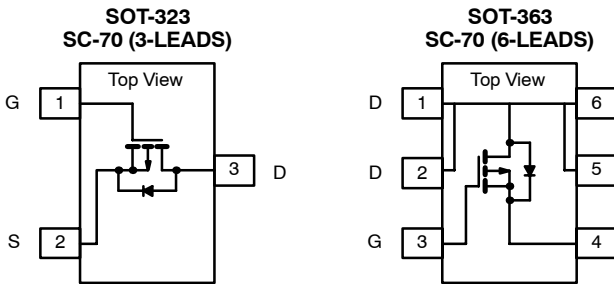 SOT-323
SC-70 (3-LEADS)
Top View
G 1
3 D
S 2
SOT-363
SC-70 (6-LEADS)
Top View
D 1 6
D 2 5
G 3 4